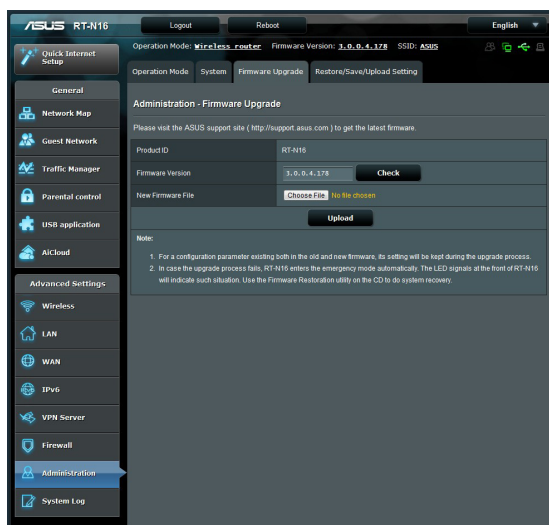 ASUS RT-N16
Logout
Reboot
English
Operation Mode: Wireless router Firmware Version: 3.0.0.4.178 SSID: ASUS
Quick Internet
Setup
General
Network Map
Guest Network
Traffic Manager
Parental control
USB application
AiCloud
Advanced Settings
Wireless
LAN
WAN
IPv6
VPN Server
Firewall
Administration
System Log
Operation Mode
System
Firmware Upgrade
Restore/Save/Upload Setting
Administration - Firmware Upgrade
Please visit the ASUS support site ( http://support.asus.com ) to get the latest firmware.
Product ID
RT-N16
Firmware Version
3.0.0.4.178
Check
New Firmware File
Choose File No file chosen
Upload
Note:
1. For a configuration parameter existing both in the old and new firmware, its setting will be kept during the upgrade process.
2. In case the upgrade process fails, RT-N16 enters the emergency mode automatically. The LED signals at the front of RT-N16
will indicate such situation. Use the Firmware Restoration utility on the CD to do system recovery.